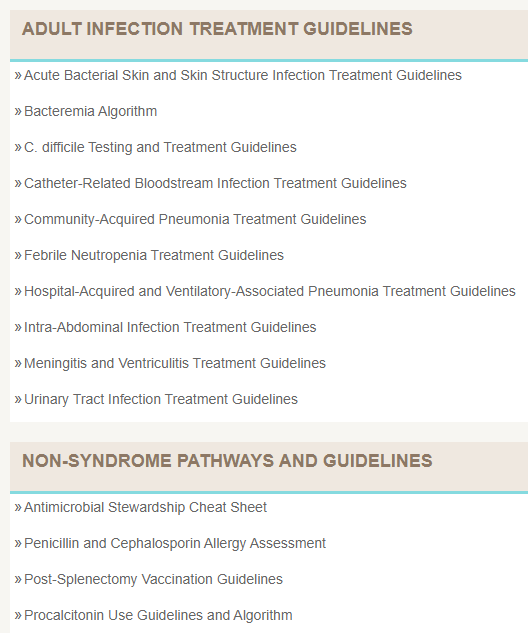 ADULT INFECTION TREATMENT GUIDELINES
» Acute Bacterial Skin and Skin Structure Infection Treatment Guidelines
» Bacteremia Algorithm
» C. difficile Testing and Treatment Guidelines
» Catheter-Related Bloodstream Infection Treatment Guidelines
» Community-Acquired Pneumonia Treatment Guidelines
» Febrile Neutropenia Treatment Guidelines
» Hospital-Acquired and Ventilatory-Associated Pneumonia Treatment Guidelines
» Intra-Abdominal Infection Treatment Guidelines
» Meningitis and Ventriculitis Treatment Guidelines
» Urinary Tract Infection Treatment Guidelines
NON-SYNDROME PATHWAYS AND GUIDELINES
» Antimicrobial Stewardship Cheat Sheet
» Penicillin and Cephalosporin Allergy Assessment
» Post-Splenectomy Vaccination Guidelines
» Procalcitonin Use Guidelines and Algorithm